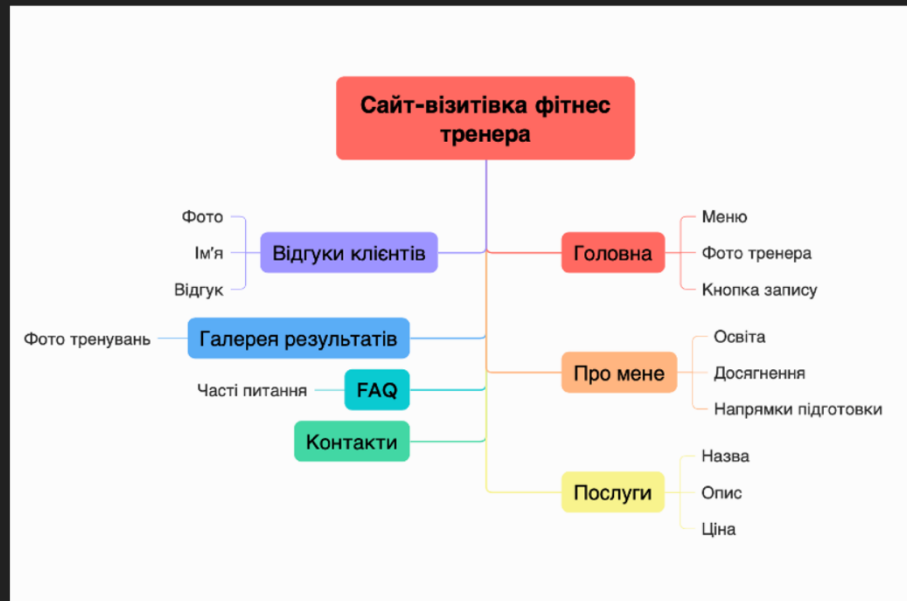 Сайт-візитівка фітнес
тренера
Фото
Ім'я
Відгук
Відгуки клієнтів
Фото тренувань
Галерея результатів
Часті питання
FAQ
Контакти
Головна
Меню
Фото тренера
Кнопка запису
Про мене
Освіта
Досягнення
Напрямки підготовки
Послуги
Назва
Опис
Ціна